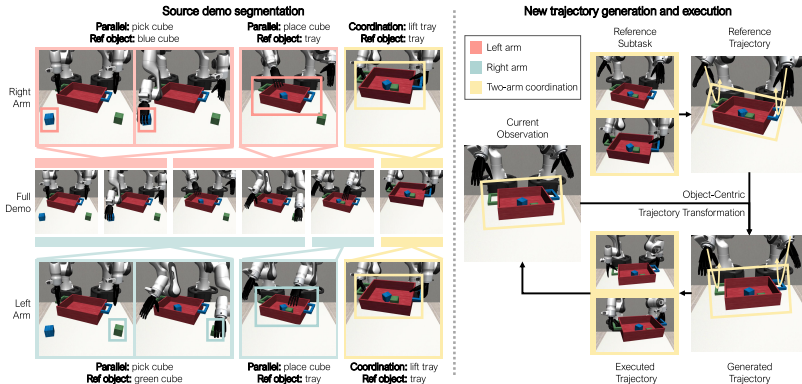 Source demo segmentation
Parallel: pick cube
Ref object: blue cube
Parallel: place cube
Ref object: tray
Coordination: lift tray
Ref object: tray
Right
Arm
Full
Demo
Left
Arm
Parallel: pick cube
Ref object: green cube
Parallel: place cube
Ref object: tray
Coordination: lift tray
Ref object: tray
New trajectory generation and execution
Left arm
Right arm
Two-arm coordination
Reference
Subtask
Reference
Trajectory
Current
Observation
Object-Centric
Trajectory Transformation
Executed
Trajectory
Generated
Trajectory